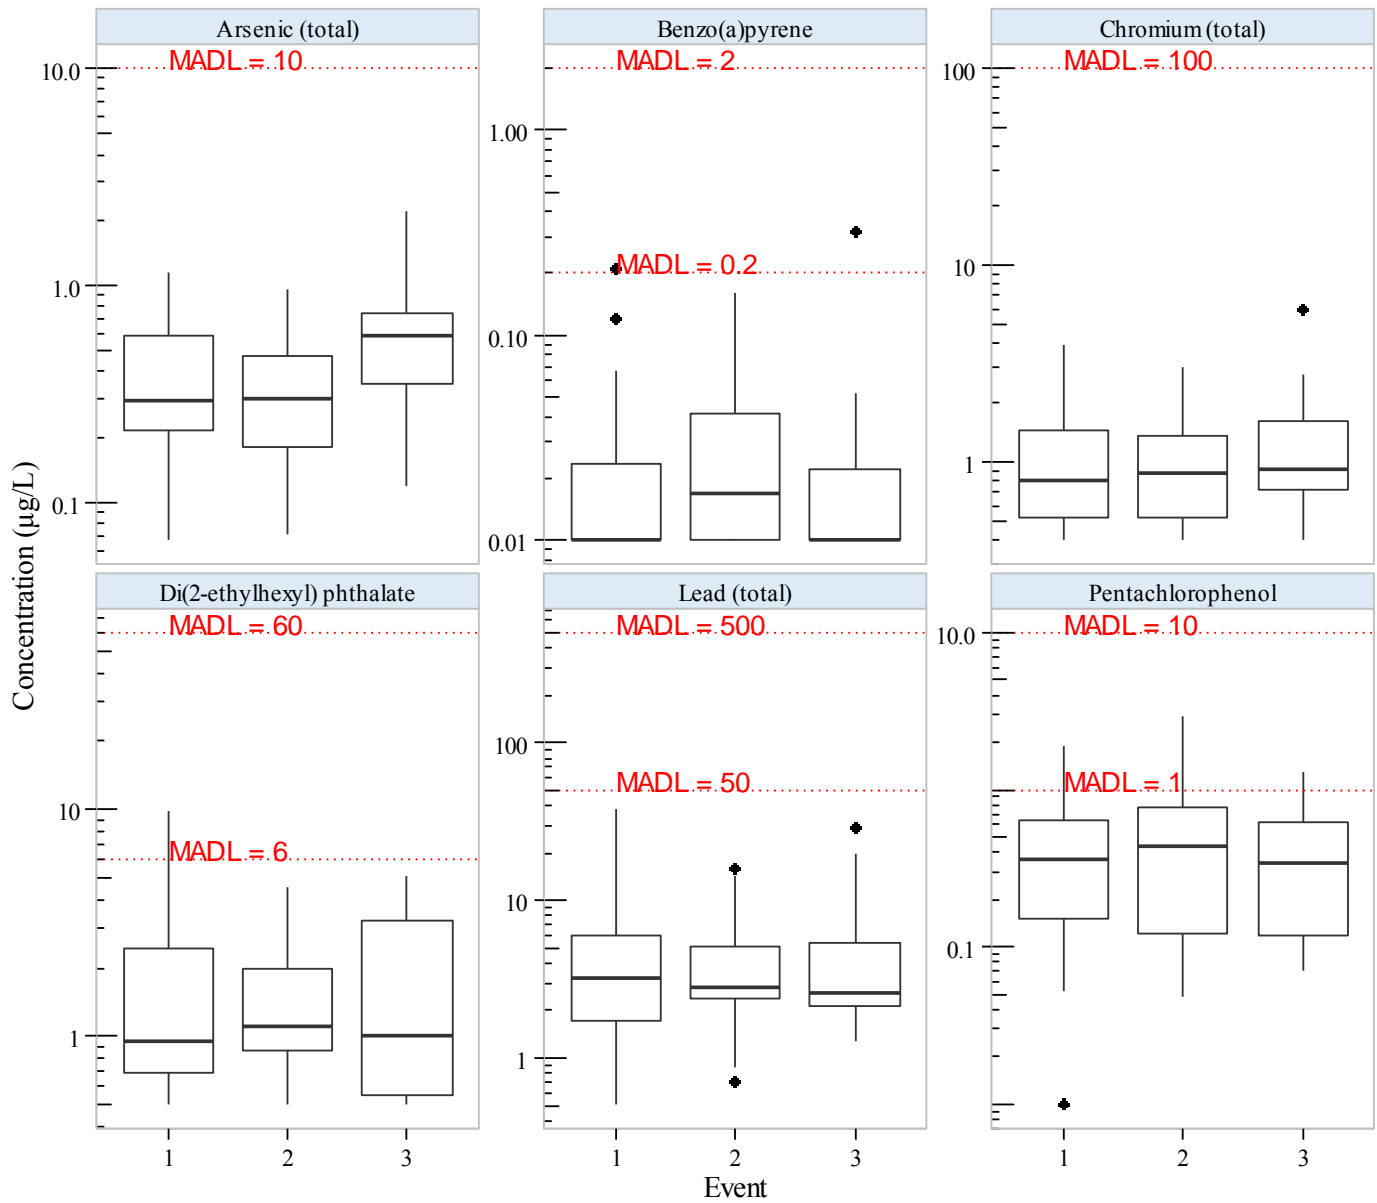 Arsenic (total)
MADL = 10
10.0
1.0
0.1
Benzo(a)pyrene
MADL = 2
1.00
MADL = 0.2
0.10
0.01
Chromium (total)
MADL = 100
100
10
1
Concentration (µg/L)
Di(2-ethylhexyl) phthalate
MADL = 60
10
MADL = 6
1
1 2 3
Lead (total)
MADL = 500
100
MADL = 50
10
1
1 2 3
Pentachlorophenol
MADL = 10
10.0
MADL = 1
0.1
1 2 3
Event